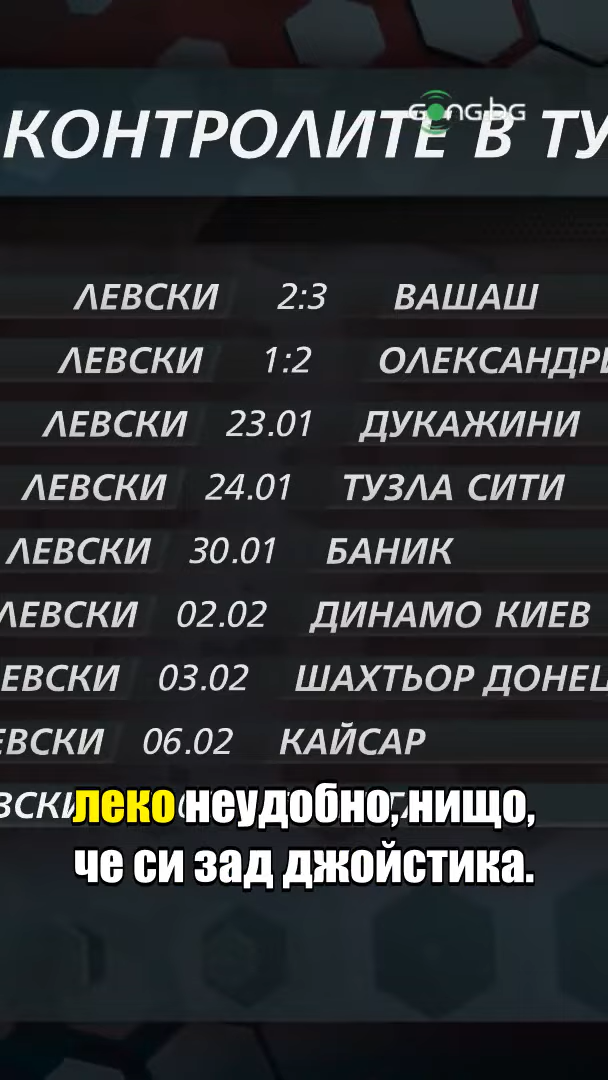 GONG.BG
КОНТРОЛИТЕ В ТУ
ЛЕВСКИ 2:3 ВАШАШ
ЛЕВСКИ 1:2 ОЛЕКСАНДРИ
ЛЕВСКИ 23.01 ДУКАЖИНИ
ЛЕВСКИ 24.01 ТУЗЛА СИТИ
ЛЕВСКИ 30.01 БАНИК
ЛЕВСКИ 02.02 ДИНАМО КИЕВ
ЕВСКИ 03.02 ШАХТЬОР ДОНЕЦ
ЕВСКИ 06.02 КАЙСАР
ВСКИ
леко неудобно, нищо,
че си зад джойстика.